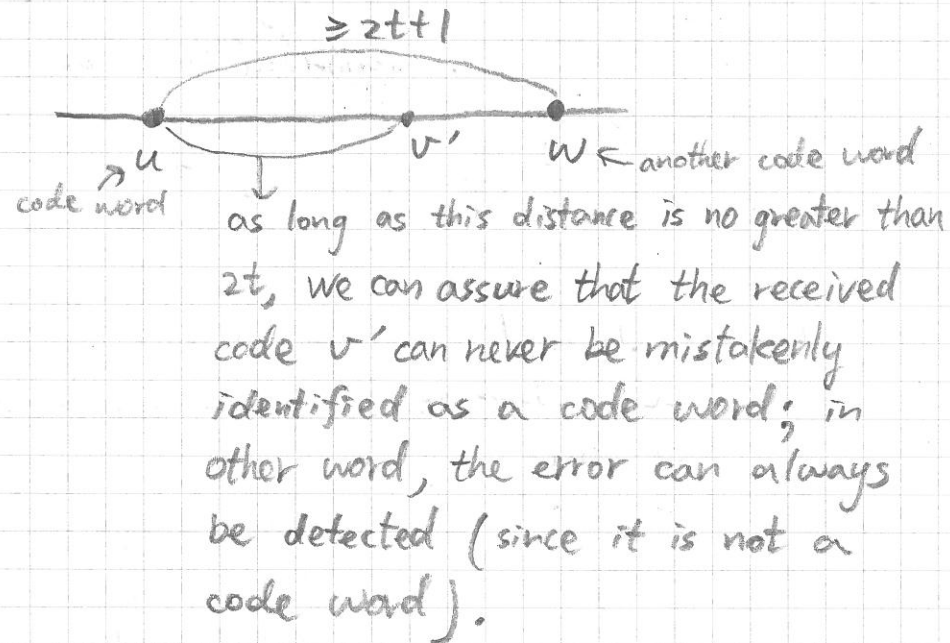 ≥ 2t+1
u v' w ← another code word
code word
as long as this distance is no greater than
2t, we can assure that the received
code v' can never be mistakenly
identified as a code word; in
other word, the error can always
be detected (since it is not a
code word).